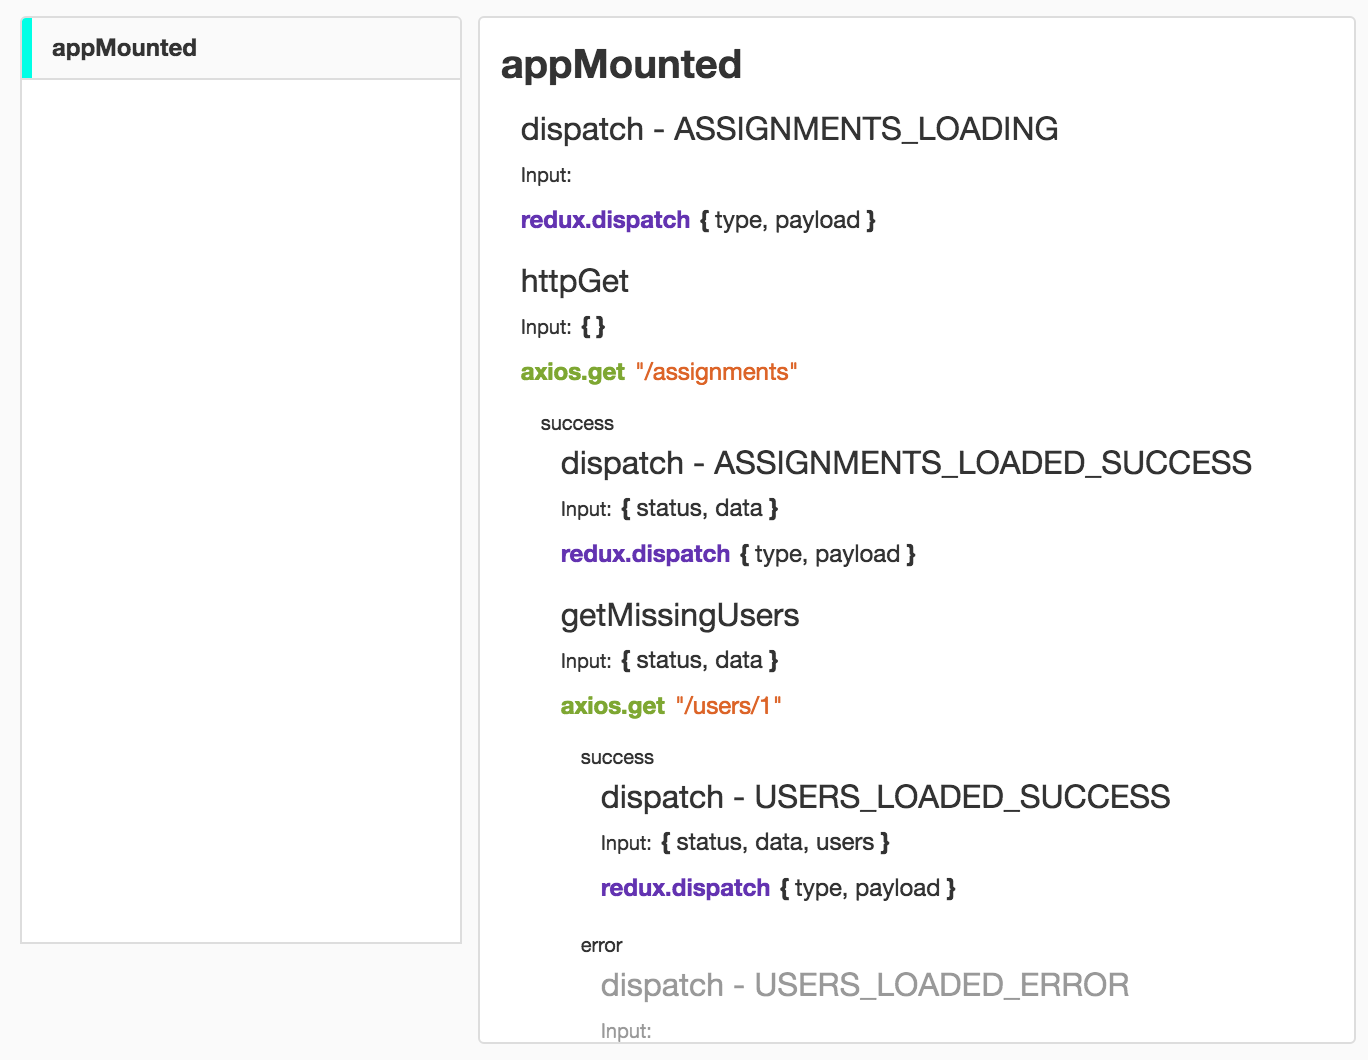 appMounted
appMounted
dispatch - ASSIGNMENTS_LOADING
Input:
redux.dispatch { type, payload }
httpGet
Input: { }
axios.get "/assignments"
success
dispatch - ASSIGNMENTS_LOADED_SUCCESS
Input: { status, data }
redux.dispatch { type, payload }
getMissingUsers
Input: { status, data }
axios.get "/users/1"
success
dispatch - USERS_LOADED_SUCCESS
Input: { status, data, users }
redux.dispatch { type, payload }
error
dispatch - USERS_LOADED_ERROR
Input: